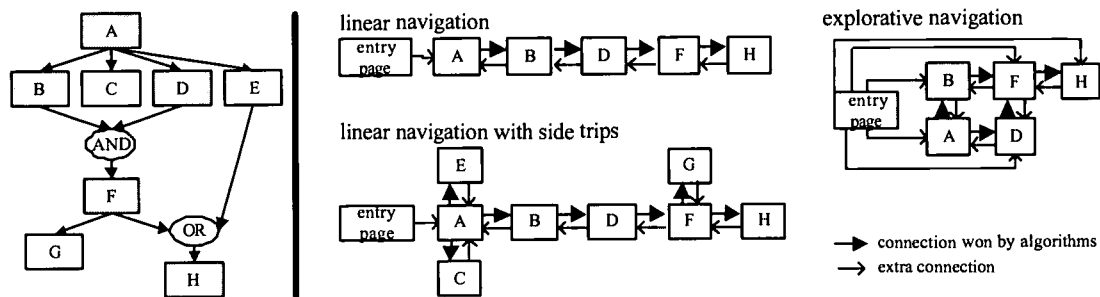 A
B C D E
AND
F
G
OR
H
linear navigation
entry page
A B D F H
linear navigation with side trips
E
G
entry page
A B D F H
C
explorative navigation
B F H
entry page
A D
connection won by algorithms
extra connection